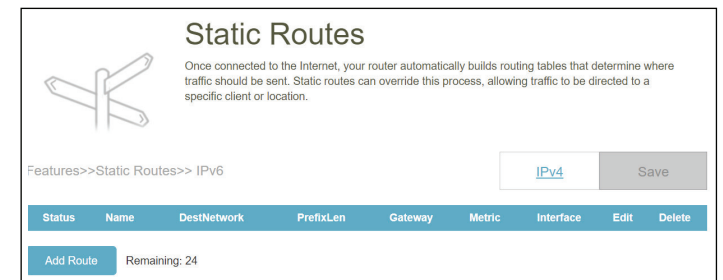 Static Routes
Once connected to the Internet, your router automatically builds routing tables that determine where
traffic should be sent. Static routes can override this process, allowing traffic to be directed to a
specific client or location.
Features>>Static Routes>> IPv6
IPv4
Save
Status Name DestNetwork PrefixLen Gateway Metric Interface Edit Delete
Add Route Remaining: 24